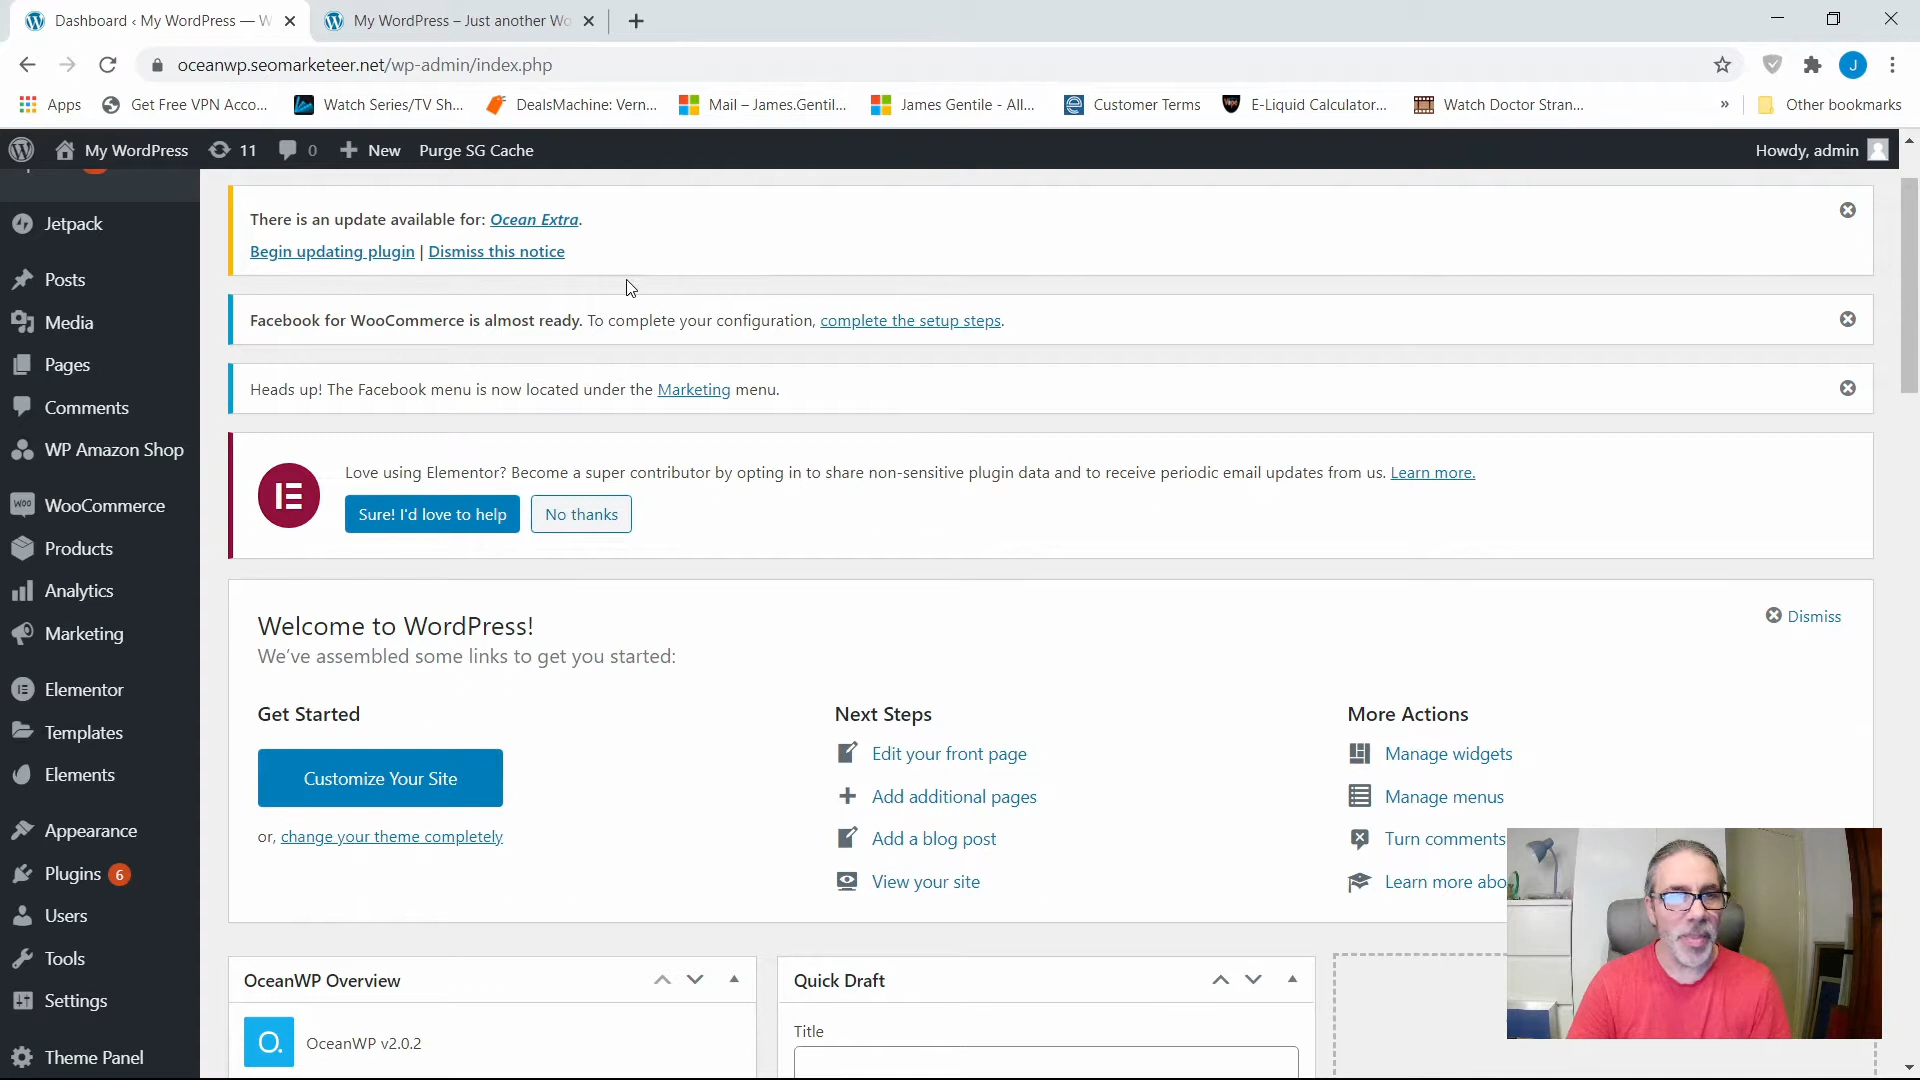 Dashboard ‹ My WordPress — W
My WordPress – Just another Wo
oceanwp.seomarketeer.net/wp-admin/index.php
J
Apps
Get Free VPN Acco...
Watch Series/TV Sh...
DealsMachine: Vern...
Mail – James.Gentil...
James Gentile - All...
Customer Terms
E-Liquid Calculator...
Watch Doctor Stran...
»
Other bookmarks
My WordPress
11
0
New
Purge SG Cache
Howdy, admin
Jetpack
Posts
Media
Pages
Comments
WP Amazon Shop
WooCommerce
Products
Analytics
Marketing
Elementor
Templates
Elements
Appearance
Plugins 6
Users
Tools
Settings
Theme Panel
There is an update available for: Ocean Extra.
Begin updating plugin | Dismiss this notice
Facebook for WooCommerce is almost ready. To complete your configuration, complete the setup steps.
Heads up! The Facebook menu is now located under the Marketing menu.
Love using Elementor? Become a super contributor by opting in to share non-sensitive plugin data and to receive periodic email updates from us. Learn more.
Sure! I'd love to help
No thanks
Welcome to WordPress!
Dismiss
We've assembled some links to get you started:
Get Started
Customize Your Site
or, change your theme completely
Next Steps
Edit your front page
Add additional pages
Add a blog post
View your site
More Actions
Manage widgets
Manage menus
Turn comments
Learn more abo
OceanWP Overview
O.
OceanWP v2.0.2
Quick Draft
Title